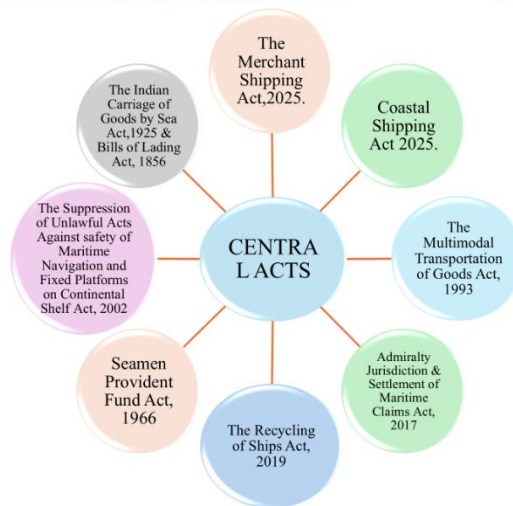 The
Merchant
Shipping
Act,2025.
Coastal
Shipping
Act 2025.
The
Multimodal
Transportation
of Goods Act,
1993
Admiralty
Jurisdiction &
Settlement of
Maritime
Claims Act,
2017
The Recycling
of Ships Act,
2019
Seamen
Provident
Fund Act,
1966
The Suppression
of Unlawful Acts
Against safety of
Maritime
Navigation and
Fixed Platforms
on Continental
Shelf Act, 2002
The Indian
Carriage of
Goods by Sea
Act,1925 &
Bills of Lading
Act, 1856
CENTRA
L ACTS